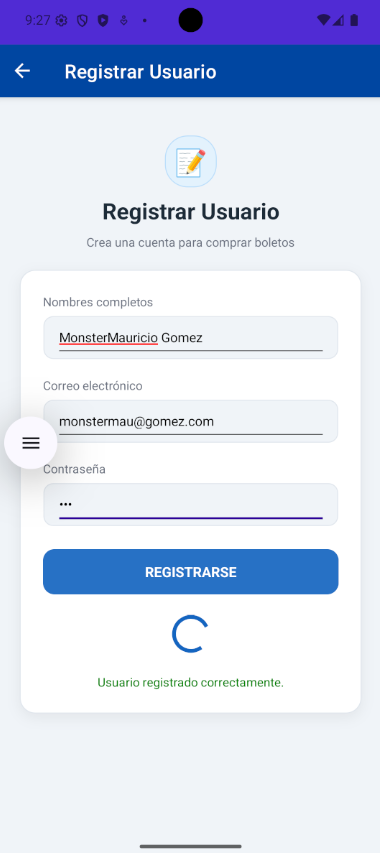 9:27
Registrar Usuario
Registrar Usuario
Crea una cuenta para comprar boletos
Nombres completos
MonsterMauricio Gomez
Correo electrónico
monstermau@gomez.com
Contraseña
•••
REGISTRARSE
Usuario registrado correctamente.